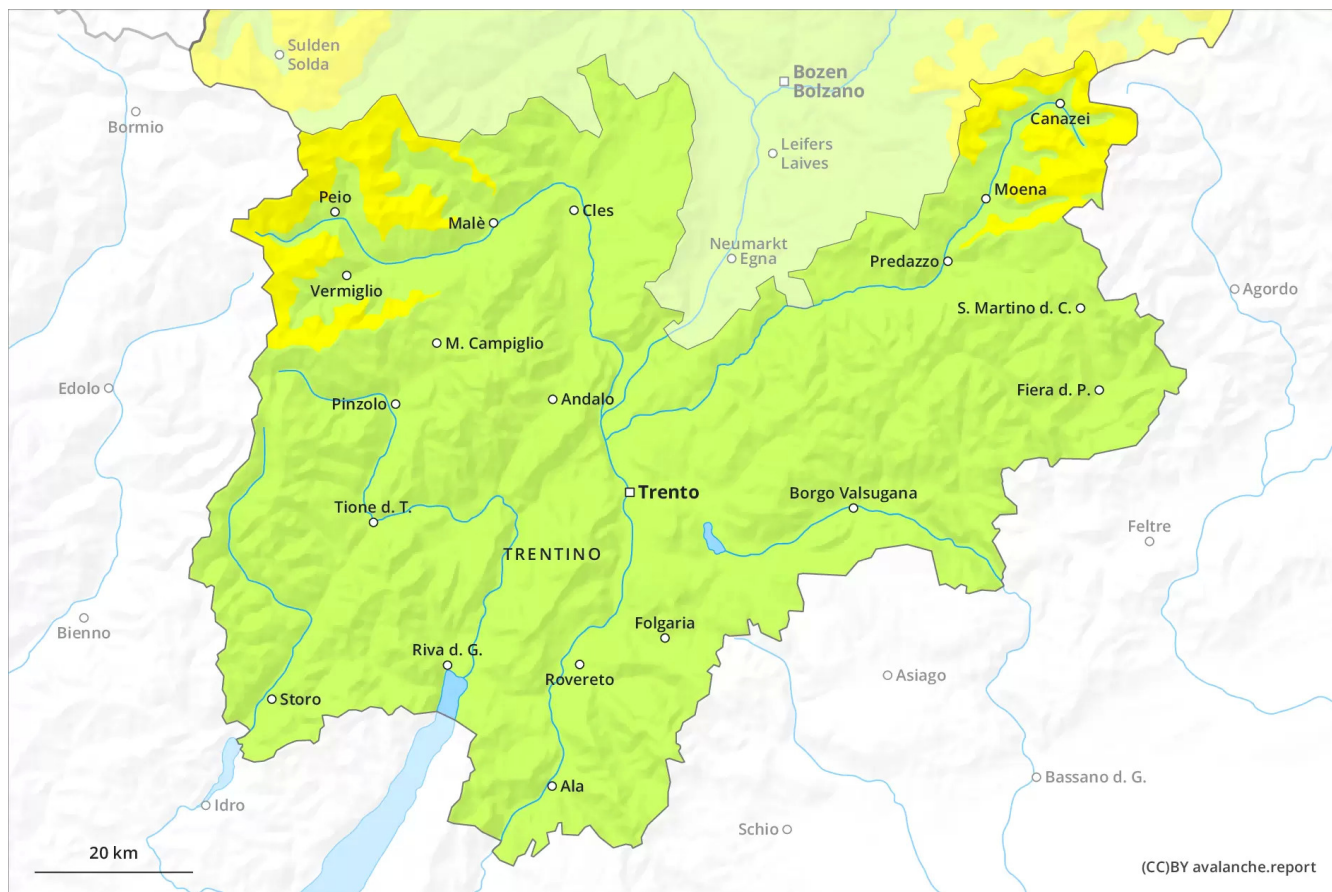 Sulden
Solda
Bozen
Bolzano
Bormio
Canazei
Leifers
Laives
Peio
Moena
Malè
Cles
Neumarkt
Egna
Predazzo
Vermiglio
Agordo
S. Martino d. C.
M. Campiglio
Edolo
Fiera d. P.
Pinzolo
Andalo
Trento
Borgo Valsugana
Tione d. T.
Feltre
TRENTINO
Bienno
Folgaria
Riva d. G.
Asiago
Rovereto
Storo
Bassano d. G.
Ala
Idro
Schio
20 km
(CC)BY avalanche.report